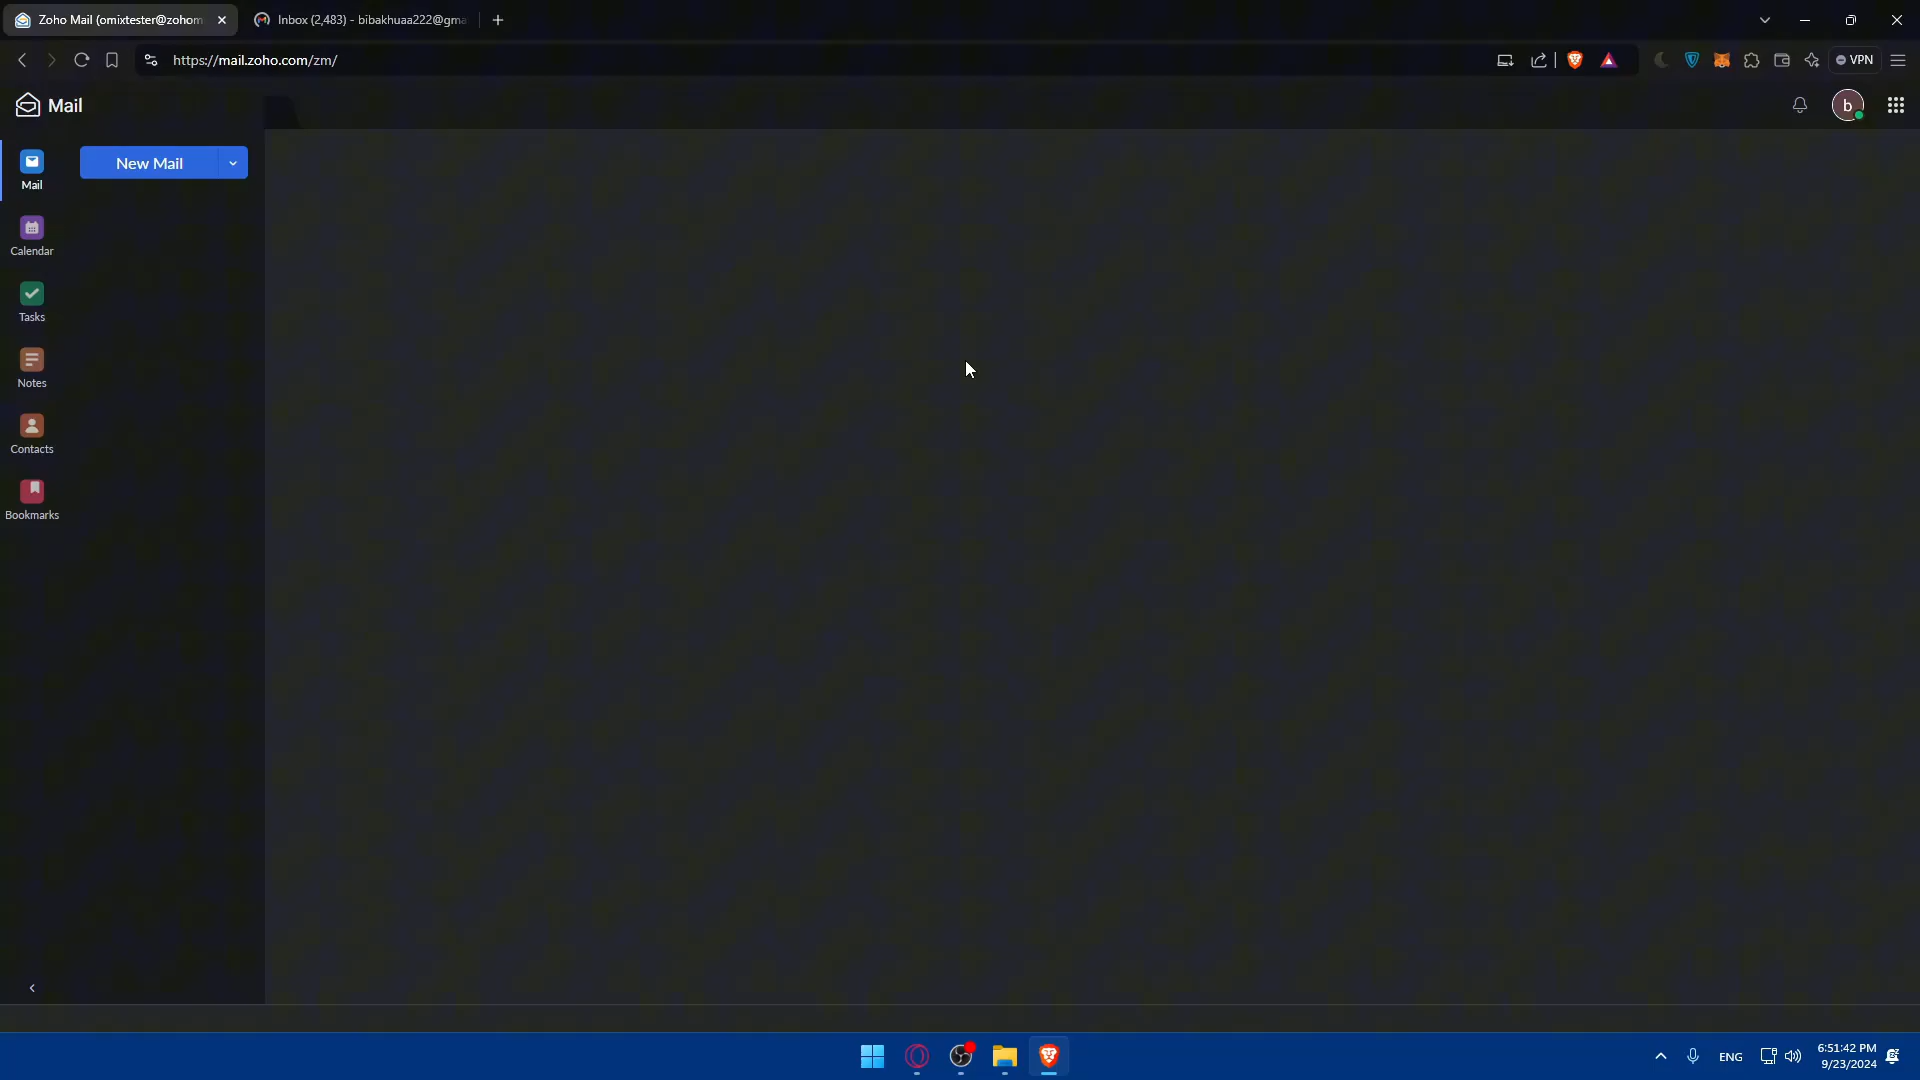 Zoho Mail (omixtester@zohom
Inbox (2,483) - bibakhuaa222@gma
https://mail.zoho.com/zm/
VPN
Mail
b
New Mail
Mail
Calendar
Tasks
Notes
Contacts
Bookmarks
ENG
6:51:42 PM
9/23/2024